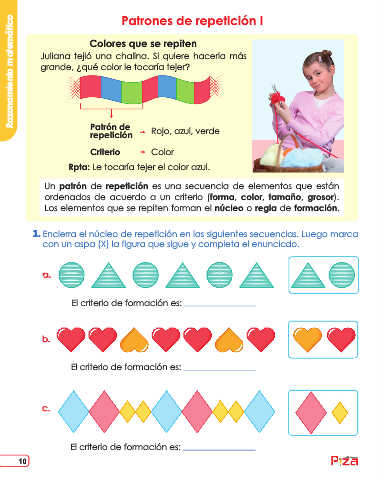 Razonamiento matemático
Patrones de repetición I
Colores que se repiten
Juliana tejió una chalina. Si quiere hacerla más
grande, ¿qué color le tocaría tejer?
Patrón de
repetición → Rojo, azul, verde
Criterio → Color
Rpta: Le tocaría tejer el color azul.
Un patrón de repetición es una secuencia de elementos que están
ordenados de acuerdo a un criterio (forma, color, tamaño, grosor).
Los elementos que se repiten forman el núcleo o regla de formación.
1. Encierra el núcleo de repetición en las siguientes secuencias. Luego marca
con un aspa (X) la figura que sigue y completa el enunciado.
a.
El criterio de formación es:
b.
El criterio de formación es:
c.
El criterio de formación es:
10